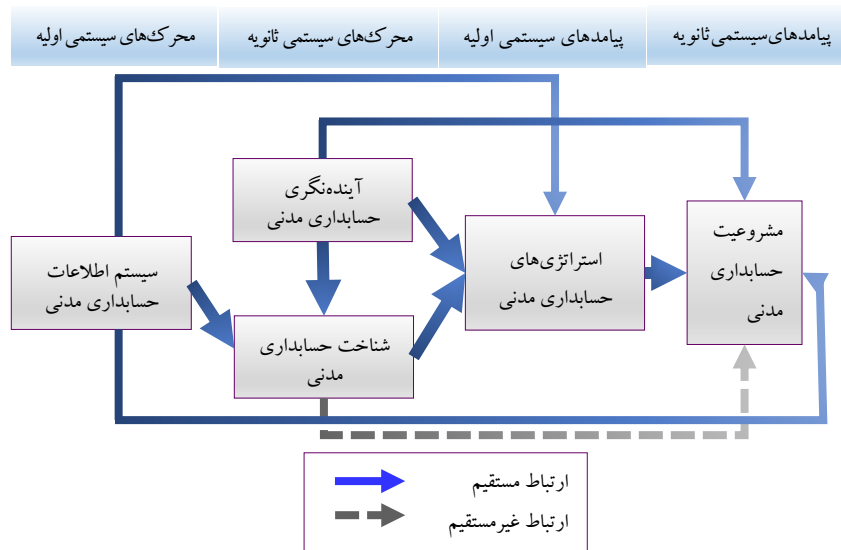 پیامدهای سیستمی ثانویه
پیامدهای سیستمی اولیه
محرک‌های سیستمی ثانویه
محرک‌های سیستمی اولیه
آینده‌نگری
حسابداری مدنی
مشروعیت
حسابداری
مدنی
استراتژی‌های
حسابداری مدنی
سیستم اطلاعات
حسابداری مدنی
شناخت حسابداری
مدنی
ارتباط مستقیم
ارتباط غیرمستقیم